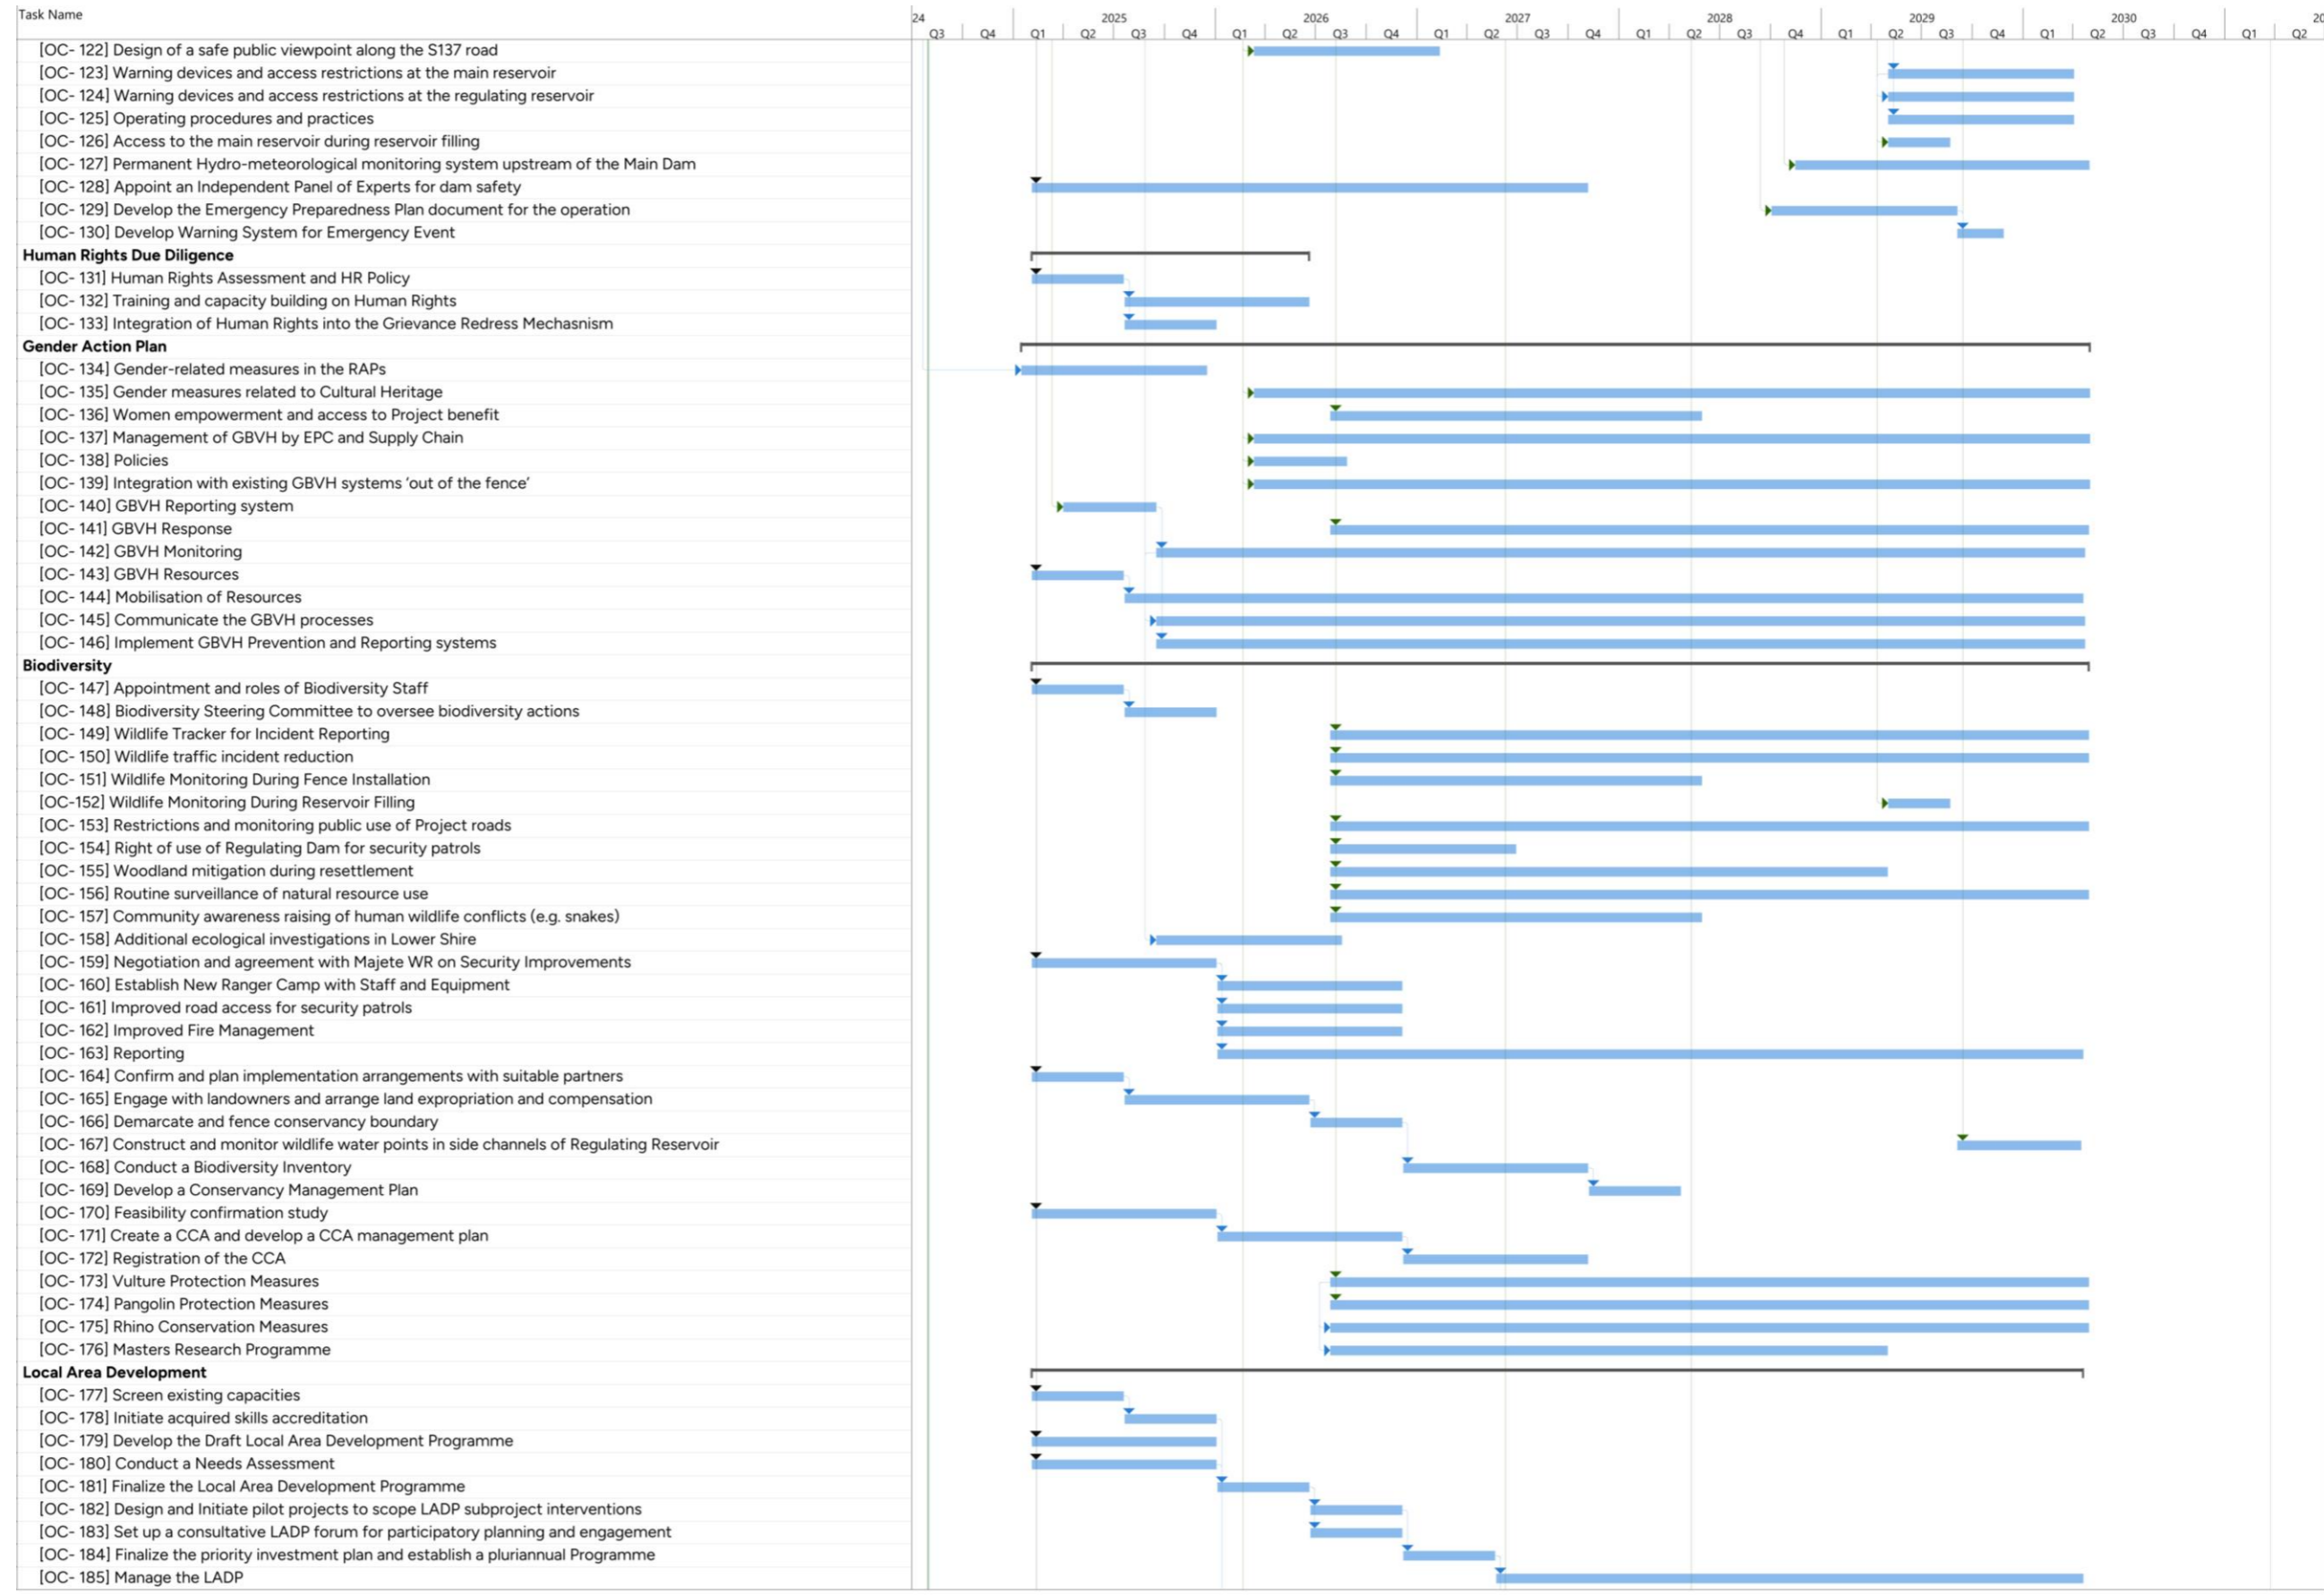 Task Name
24 2025 2026 2027 2028 2029 2030 20
Q3 Q4 Q1 Q2 Q3 Q4 Q1 Q2 Q3 Q4 Q1 Q2 Q3 Q4 Q1 Q2 Q3 Q4 Q1 Q2 Q3 Q4 Q1 Q2 Q3 Q4 Q1 Q2
[OC- 122] Design of a safe public viewpoint along the S137 road
[OC- 123] Warning devices and access restrictions at the main reservoir
[OC- 124] Warning devices and access restrictions at the regulating reservoir
[OC- 125] Operating procedures and practices
[OC- 126] Access to the main reservoir during reservoir filling
[OC- 127] Permanent Hydro-meteorological monitoring system upstream of the Main Dam
[OC- 128] Appoint an Independent Panel of Experts for dam safety
[OC- 129] Develop the Emergency Preparedness Plan document for the operation
[OC- 130] Develop Warning System for Emergency Event
Human Rights Due Diligence
[OC- 131] Human Rights Assessment and HR Policy
[OC- 132] Training and capacity building on Human Rights
[OC- 133] Integration of Human Rights into the Grievance Redress Mechasnism
Gender Action Plan
[OC- 134] Gender-related measures in the RAPs
[OC- 135] Gender measures related to Cultural Heritage
[OC- 136] Women empowerment and access to Project benefit
[OC- 137] Management of GBVH by EPC and Supply Chain
[OC- 138] Policies
[OC- 139] Integration with existing GBVH systems ‘out of the fence’
[OC- 140] GBVH Reporting system
[OC- 141] GBVH Response
[OC- 142] GBVH Monitoring
[OC- 143] GBVH Resources
[OC- 144] Mobilisation of Resources
[OC- 145] Communicate the GBVH processes
[OC- 146] Implement GBVH Prevention and Reporting systems
Biodiversity
[OC- 147] Appointment and roles of Biodiversity Staff
[OC- 148] Biodiversity Steering Committee to oversee biodiversity actions
[OC- 149] Wildlife Tracker for Incident Reporting
[OC- 150] Wildlife traffic incident reduction
[OC- 151] Wildlife Monitoring During Fence Installation
[OC-152] Wildlife Monitoring During Reservoir Filling
[OC- 153] Restrictions and monitoring public use of Project roads
[OC- 154] Right of use of Regulating Dam for security patrols
[OC- 155] Woodland mitigation during resettlement
[OC- 156] Routine surveillance of natural resource use
[OC- 157] Community awareness raising of human wildlife conflicts (e.g. snakes)
[OC- 158] Additional ecological investigations in Lower Shire
[OC- 159] Negotiation and agreement with Majete WR on Security Improvements
[OC- 160] Establish New Ranger Camp with Staff and Equipment
[OC- 161] Improved road access for security patrols
[OC- 162] Improved Fire Management
[OC- 163] Reporting
[OC- 164] Confirm and plan implementation arrangements with suitable partners
[OC- 165] Engage with landowners and arrange land expropriation and compensation
[OC- 166] Demarcate and fence conservancy boundary
[OC- 167] Construct and monitor wildlife water points in side channels of Regulating Reservoir
[OC- 168] Conduct a Biodiversity Inventory
[OC- 169] Develop a Conservancy Management Plan
[OC- 170] Feasibility confirmation study
[OC- 171] Create a CCA and develop a CCA management plan
[OC- 172] Registration of the CCA
[OC- 173] Vulture Protection Measures
[OC- 174] Pangolin Protection Measures
[OC- 175] Rhino Conservation Measures
[OC- 176] Masters Research Programme
Local Area Development
[OC- 177] Screen existing capacities
[OC- 178] Initiate acquired skills accreditation
[OC- 179] Develop the Draft Local Area Development Programme
[OC- 180] Conduct a Needs Assessment
[OC- 181] Finalize the Local Area Development Programme
[OC- 182] Design and Initiate pilot projects to scope LADP subproject interventions
[OC- 183] Set up a consultative LADP forum for participatory planning and engagement
[OC- 184] Finalize the priority investment plan and establish a pluriannual Programme
[OC- 185] Manage the LADP